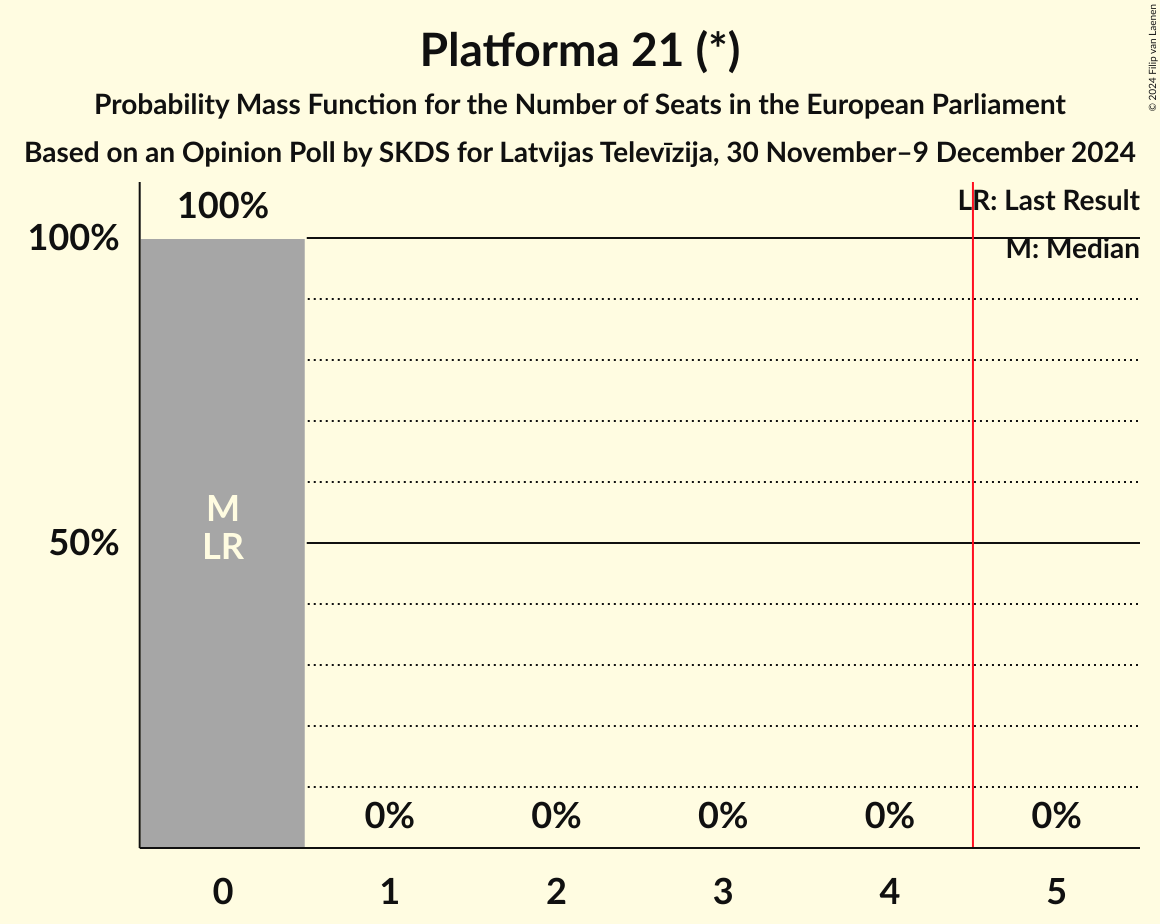 Platforma 21 (*)
Probability Mass Function for the Number of Seats in the European Parliament
Based on an Opinion Poll by SKDS for Latvijas Televīzija, 30 November–9 December 2024
© 2024 Filip van Laenen
LR: Last Result
M: Median
100%
100%
50%
M
LR
0% 0% 0% 0% 0%
0 1 2 3 4 5